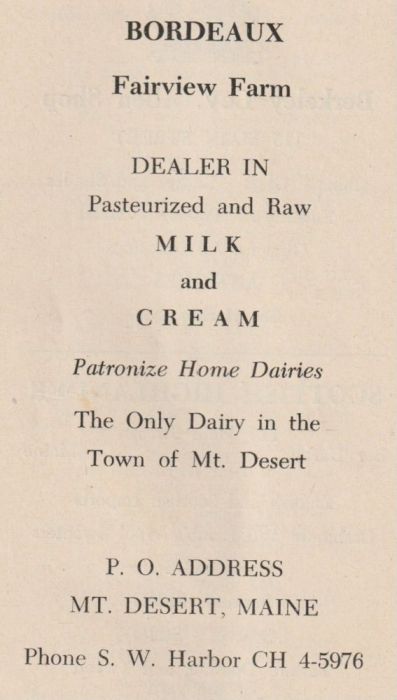 BORDEAUX
Fairview Farm
DEALER IN
Pasteurized and Raw
MILK
and
CREAM
Patronize Home Dairies
The Only Dairy in the
Town of Mt. Desert
P. O. ADDRESS
MT. DESERT, MAINE
Phone S. W. Harbor CH 4-5976